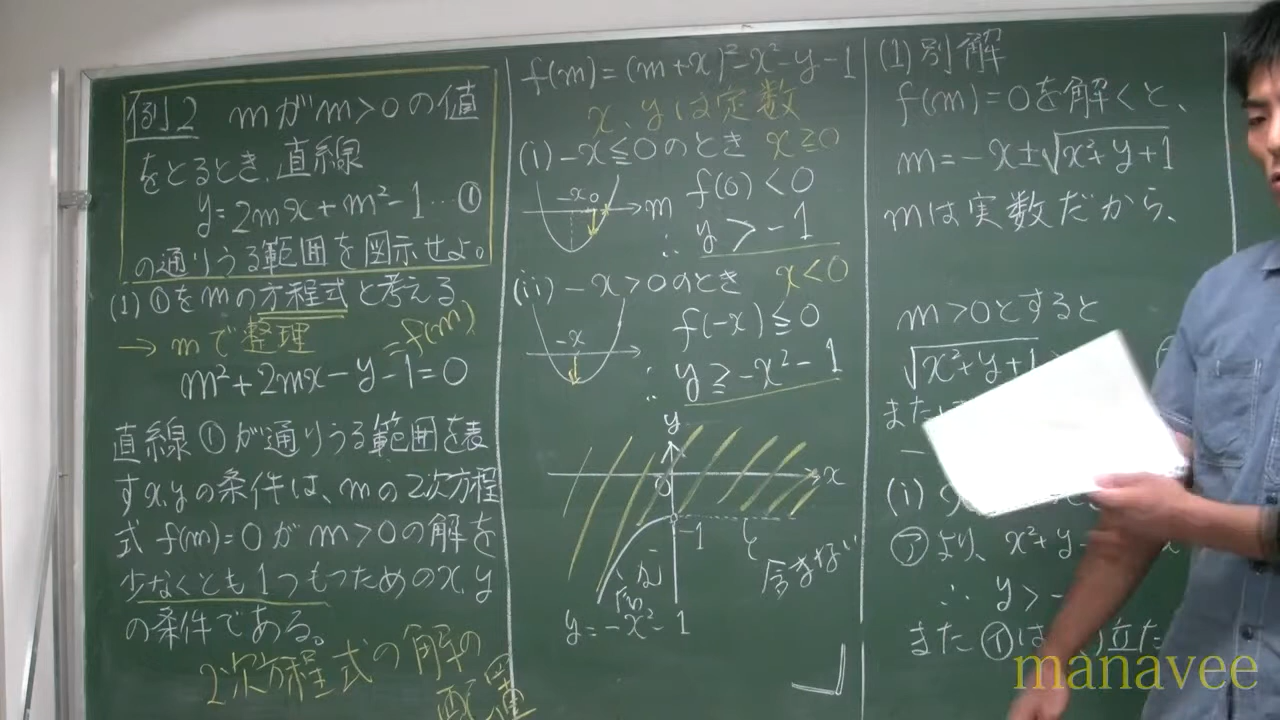 例2 mがm>0の値
をとるとき、直線
y=2mx+m²-1…①
の通りうる範囲を図示せよ。
(1) ①をmの方程式と考える
→ mで整理
=f(m)
m²+2mx-y-1=0
直線①が通りうる範囲を表
すx,yの条件は、mの2次方程
式 f(m)=0がm>0の解を
少なくとも1つもつためのx,y
の条件である。
2次方程式の解の
配置
f(m)=(m+x)²-x²-y-1
x、yは定数
(i) -x≦0のとき x≧0
-x 0 m
f(0)<0
∴ y>-1
(ii) -x>0のとき x<0
-x
f(-x)≦0
∴ y≧-x²-1
y
x
0
-1
含まない
y=-x²-1
(1)別解
f(m)=0を解くと、
m=-x±√x²+y+1
mは実数だから、
m>0とすると
√x²+y+1
また
(i)
㋐より、x²+y
∴ y>-
また ㋑は 立た
manavee